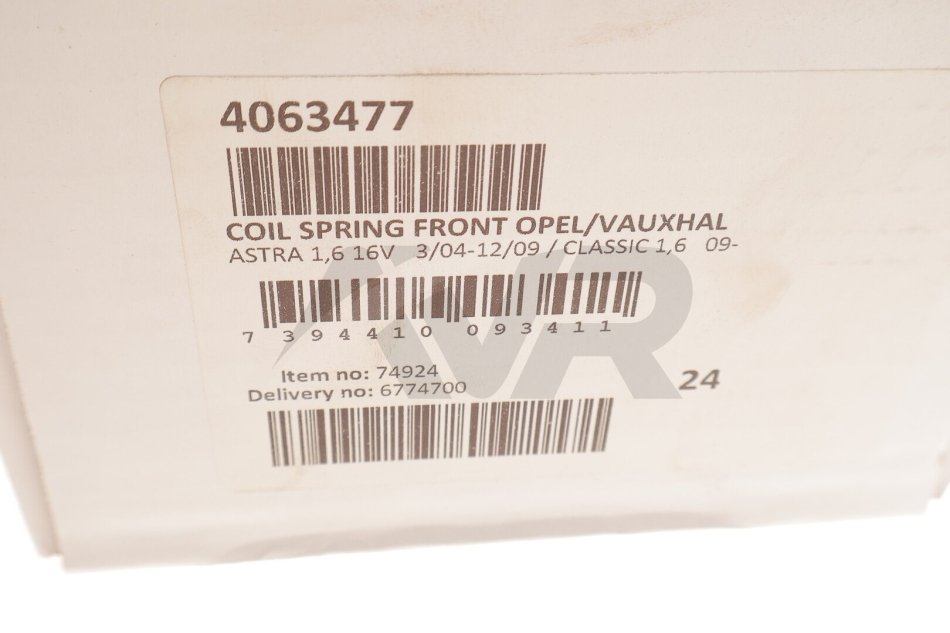 4063477
COIL SPRING FRONT OPEL/VAUXHAL
ASTRA 1,6 16V 3/04-12/09 / CLASSIC 1,6 09-
7 394410 093411
Item no: 74924
Delivery no: 6774700
24
VR